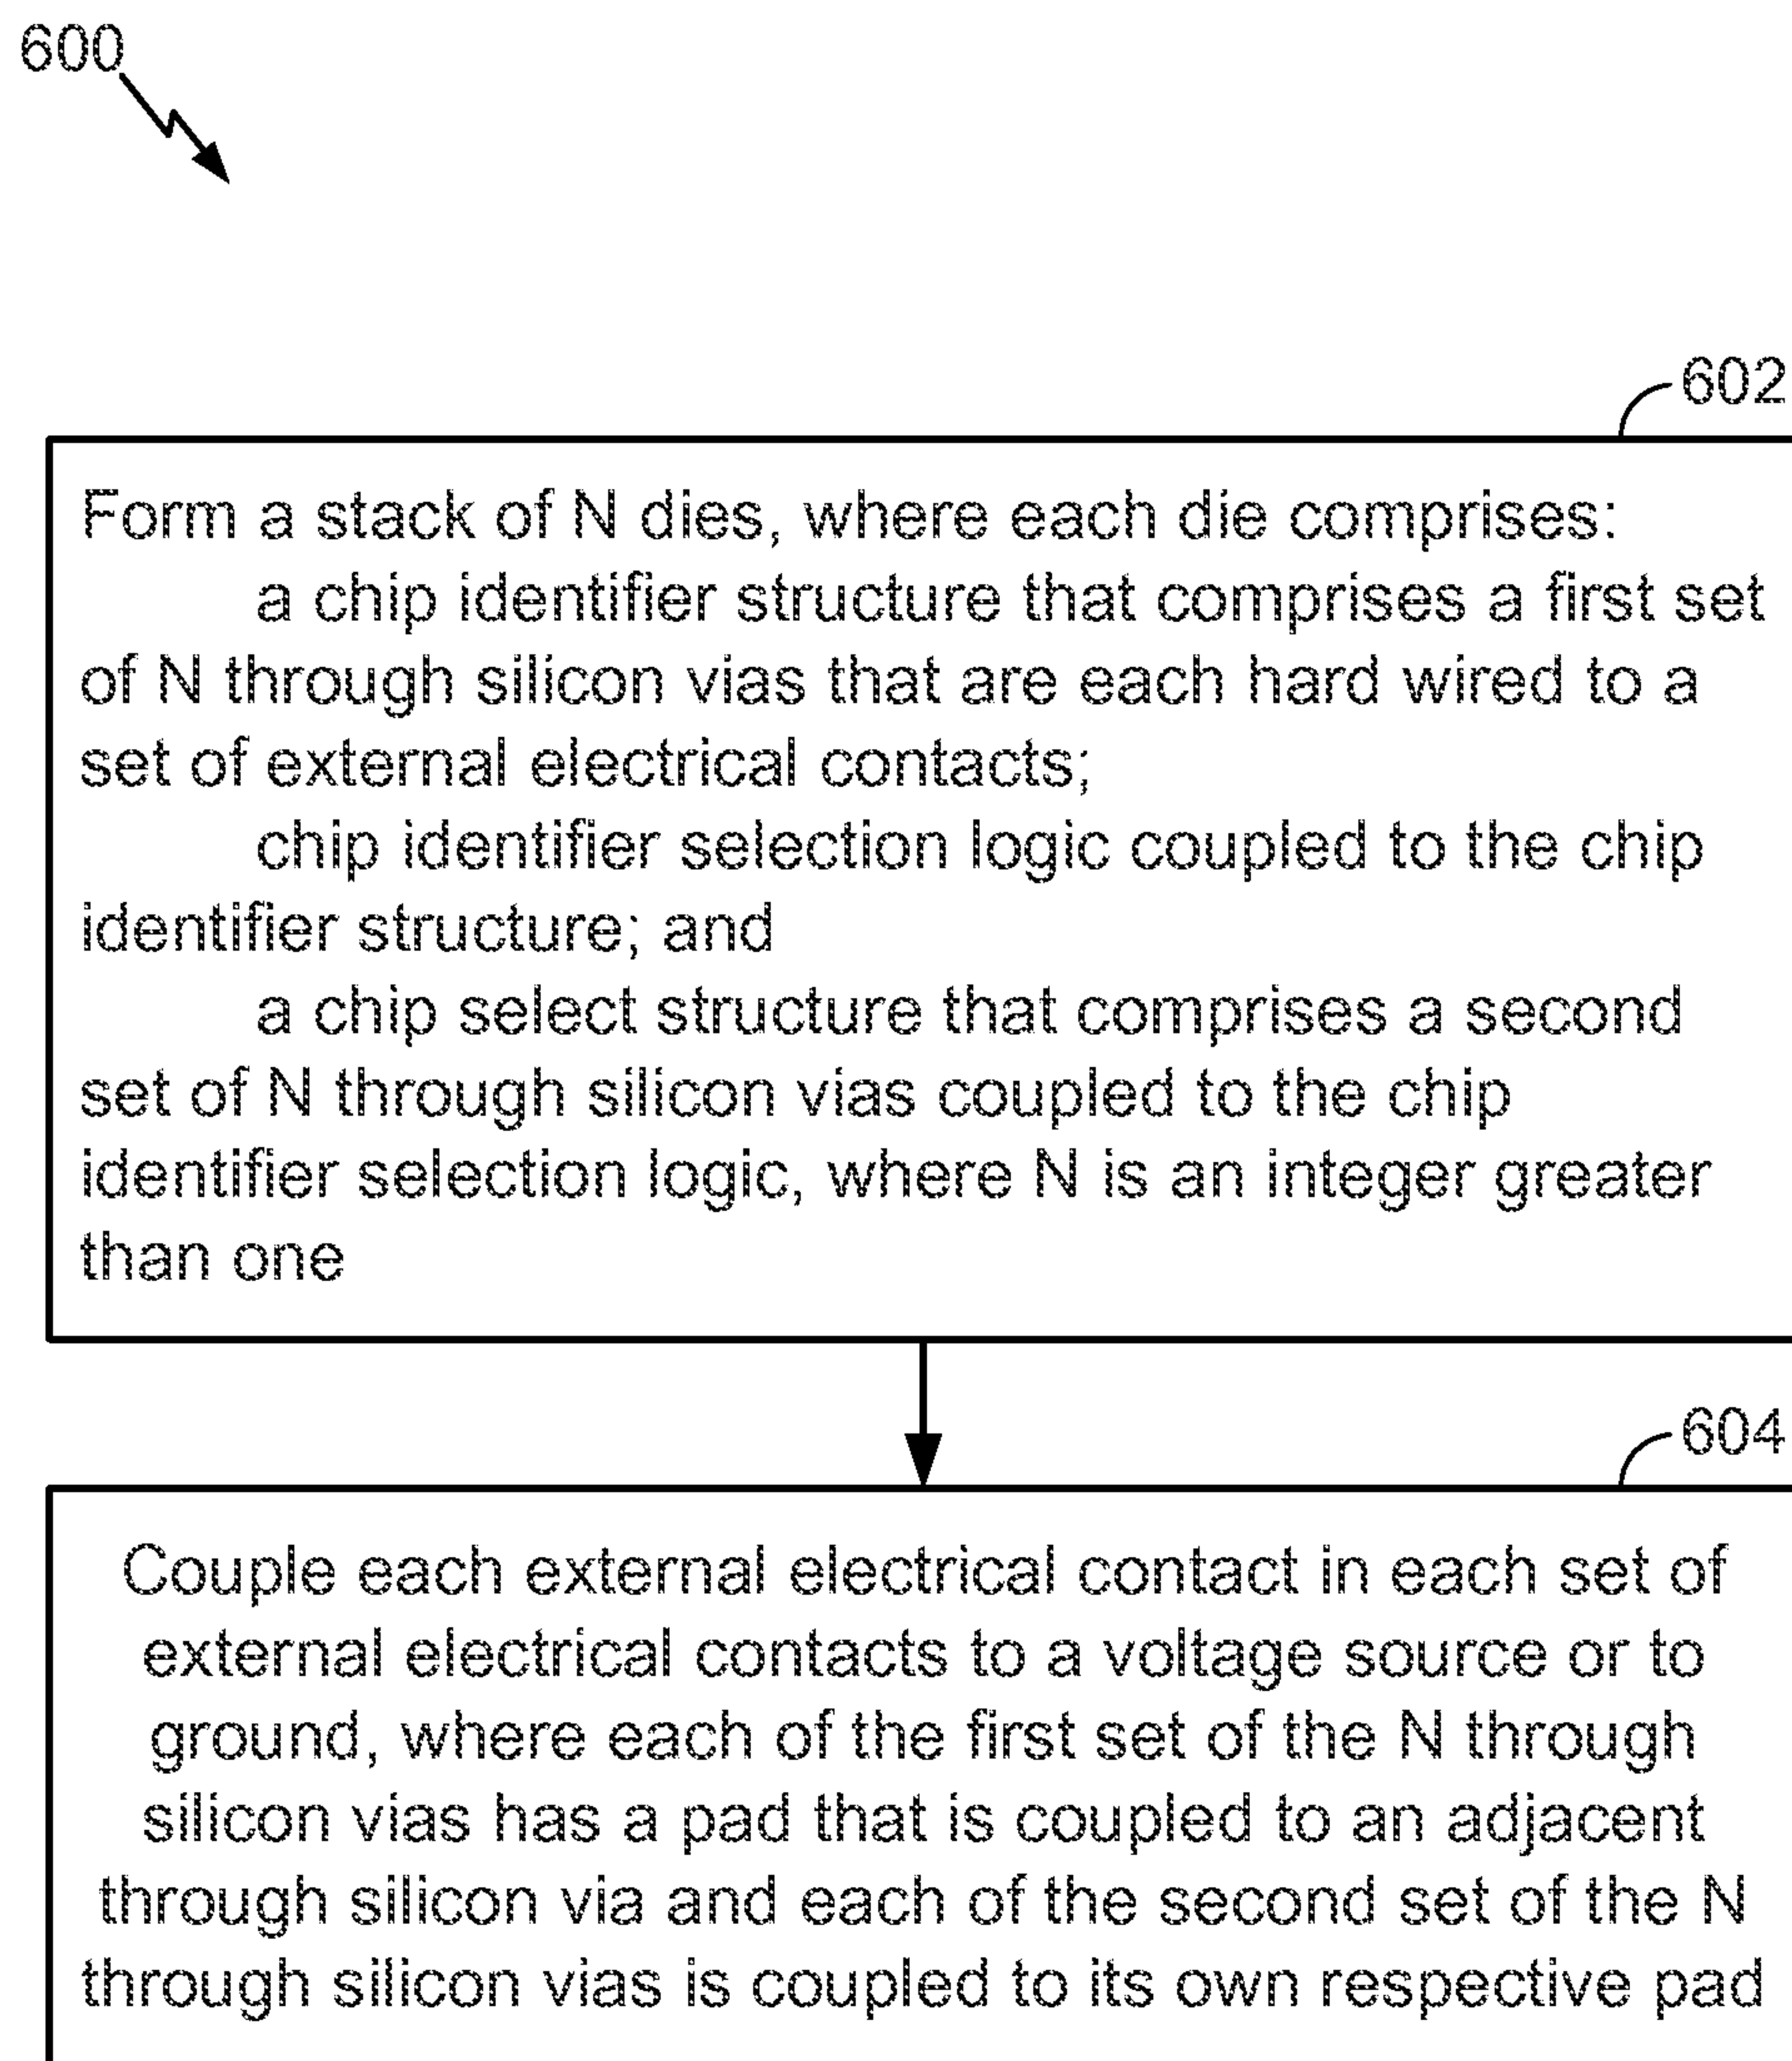 600
602
Form a stack of N dies, where each die comprises:
a chip identifier structure that comprises a first set
of N through silicon vias that are each hard wired to a
set of external electrical contacts;
chip identifier selection logic coupled to the chip
identifier structure; and
a chip select structure that comprises a second
set of N through silicon vias coupled to the chip
identifier selection logic, where N is an integer greater
than one
604
Couple each external electrical contact in each set of
external electrical contacts to a voltage source or to
ground, where each of the first set of the N through
silicon vias has a pad that is coupled to an adjacent
through silicon via and each of the second set of the N
through silicon vias is coupled to its own respective pad